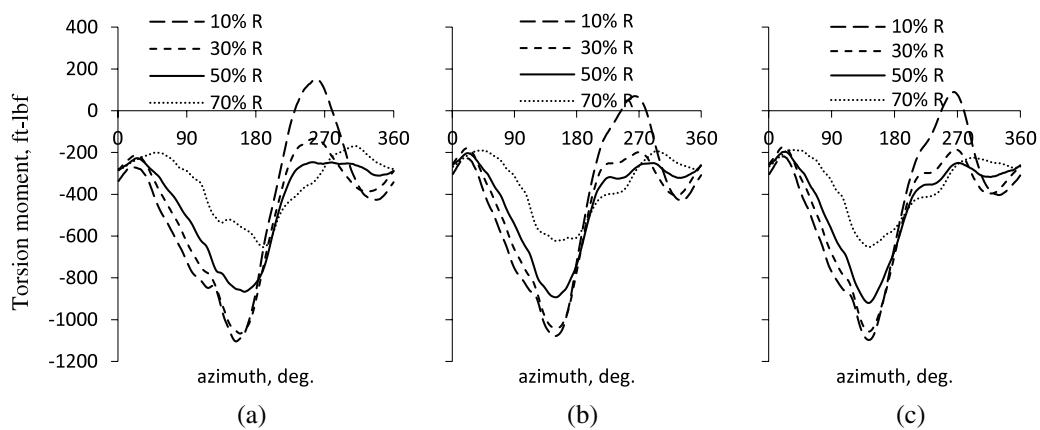 10% R
30% R
50% R
70% R
400
200
0
-200
-400
-600
-800
-1000
-1200
Torsion moment, ft-lbf
0 90 180 270 360
azimuth, deg.
(a)
10% R
30% R
50% R
70% R
0 90 180 270 360
azimuth, deg.
(b)
10% R
30% R
50% R
70% R
0 90 180 270 360
azimuth, deg.
(c)